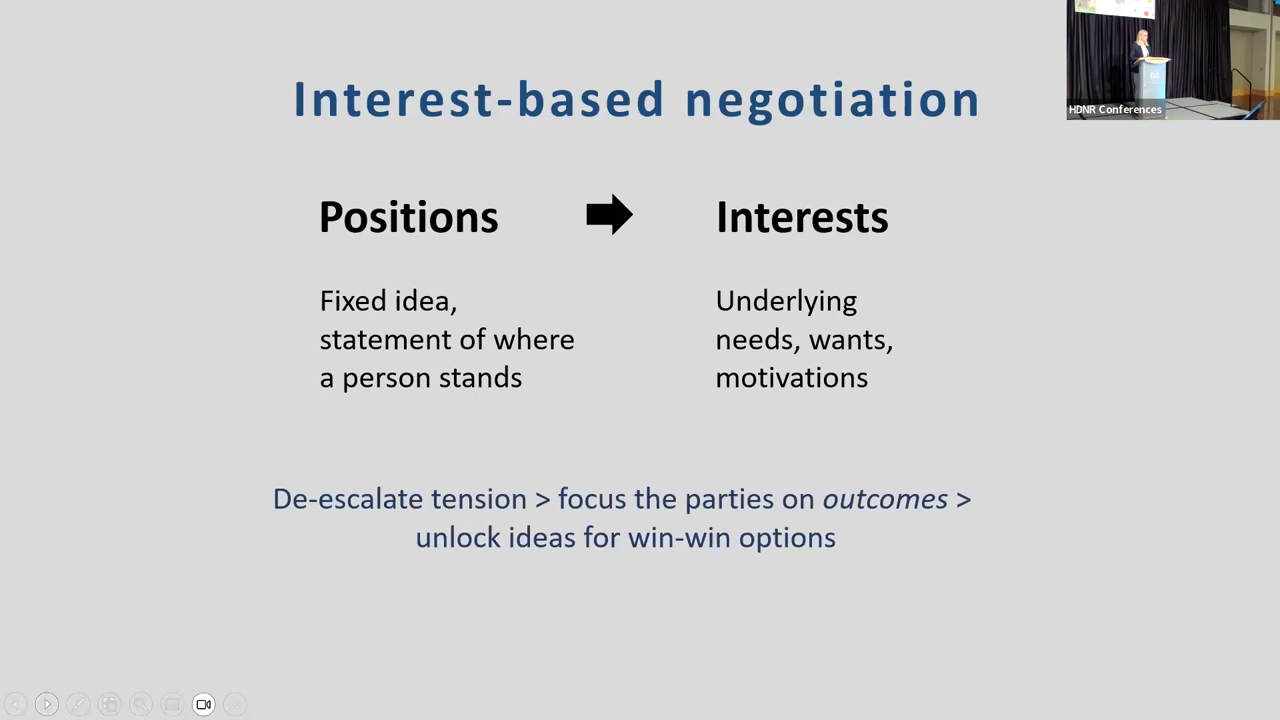 Interest-based negotiation
HDNR Conferences
Positions
Interests
Fixed idea,
statement of where
a person stands
Underlying
needs, wants,
motivations
De-escalate tension > focus the parties on outcomes >
unlock ideas for win-win options